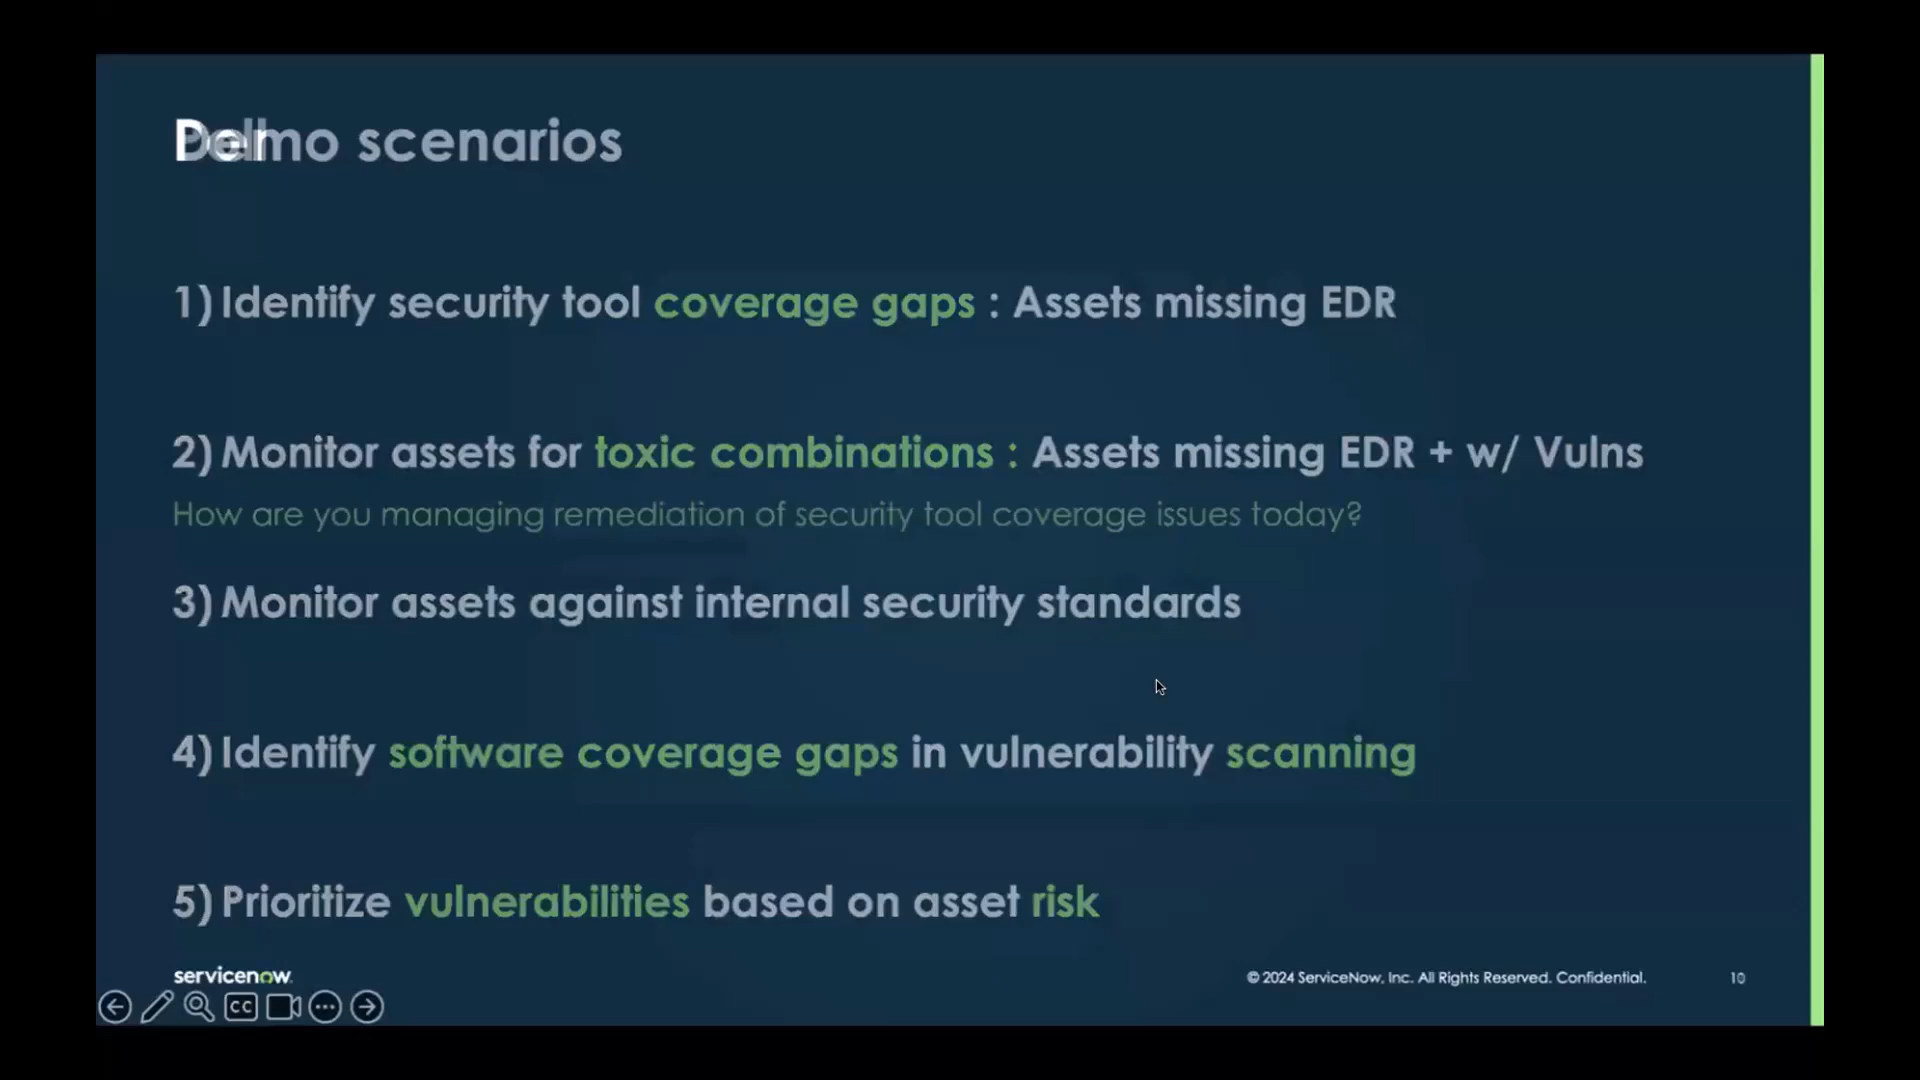 Demo scenarios
1) Identify security tool coverage gaps : Assets missing EDR
2) Monitor assets for toxic combinations : Assets missing EDR + w/ Vulns
How are you managing remediation of security tool coverage issues today?
3) Monitor assets against internal security standards
4) Identify software coverage gaps in vulnerability scanning
5) Prioritize vulnerabilities based on asset risk
servicenow.
© 2024 ServiceNow, Inc. All Rights Reserved. Confidential.
10
CC